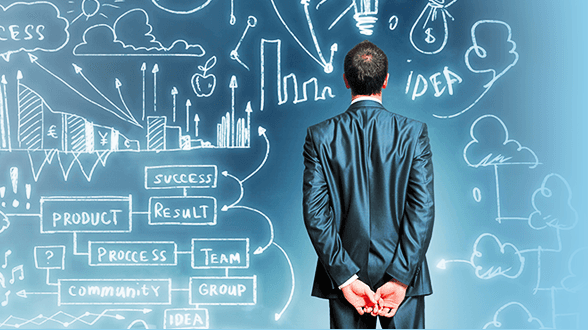 CESS
$
IDEA
€
¥
SUCCESS
PRODUCT
RESULT
PROCCESS
TEAM
?
COMMUNITY
GROUP
IDEA